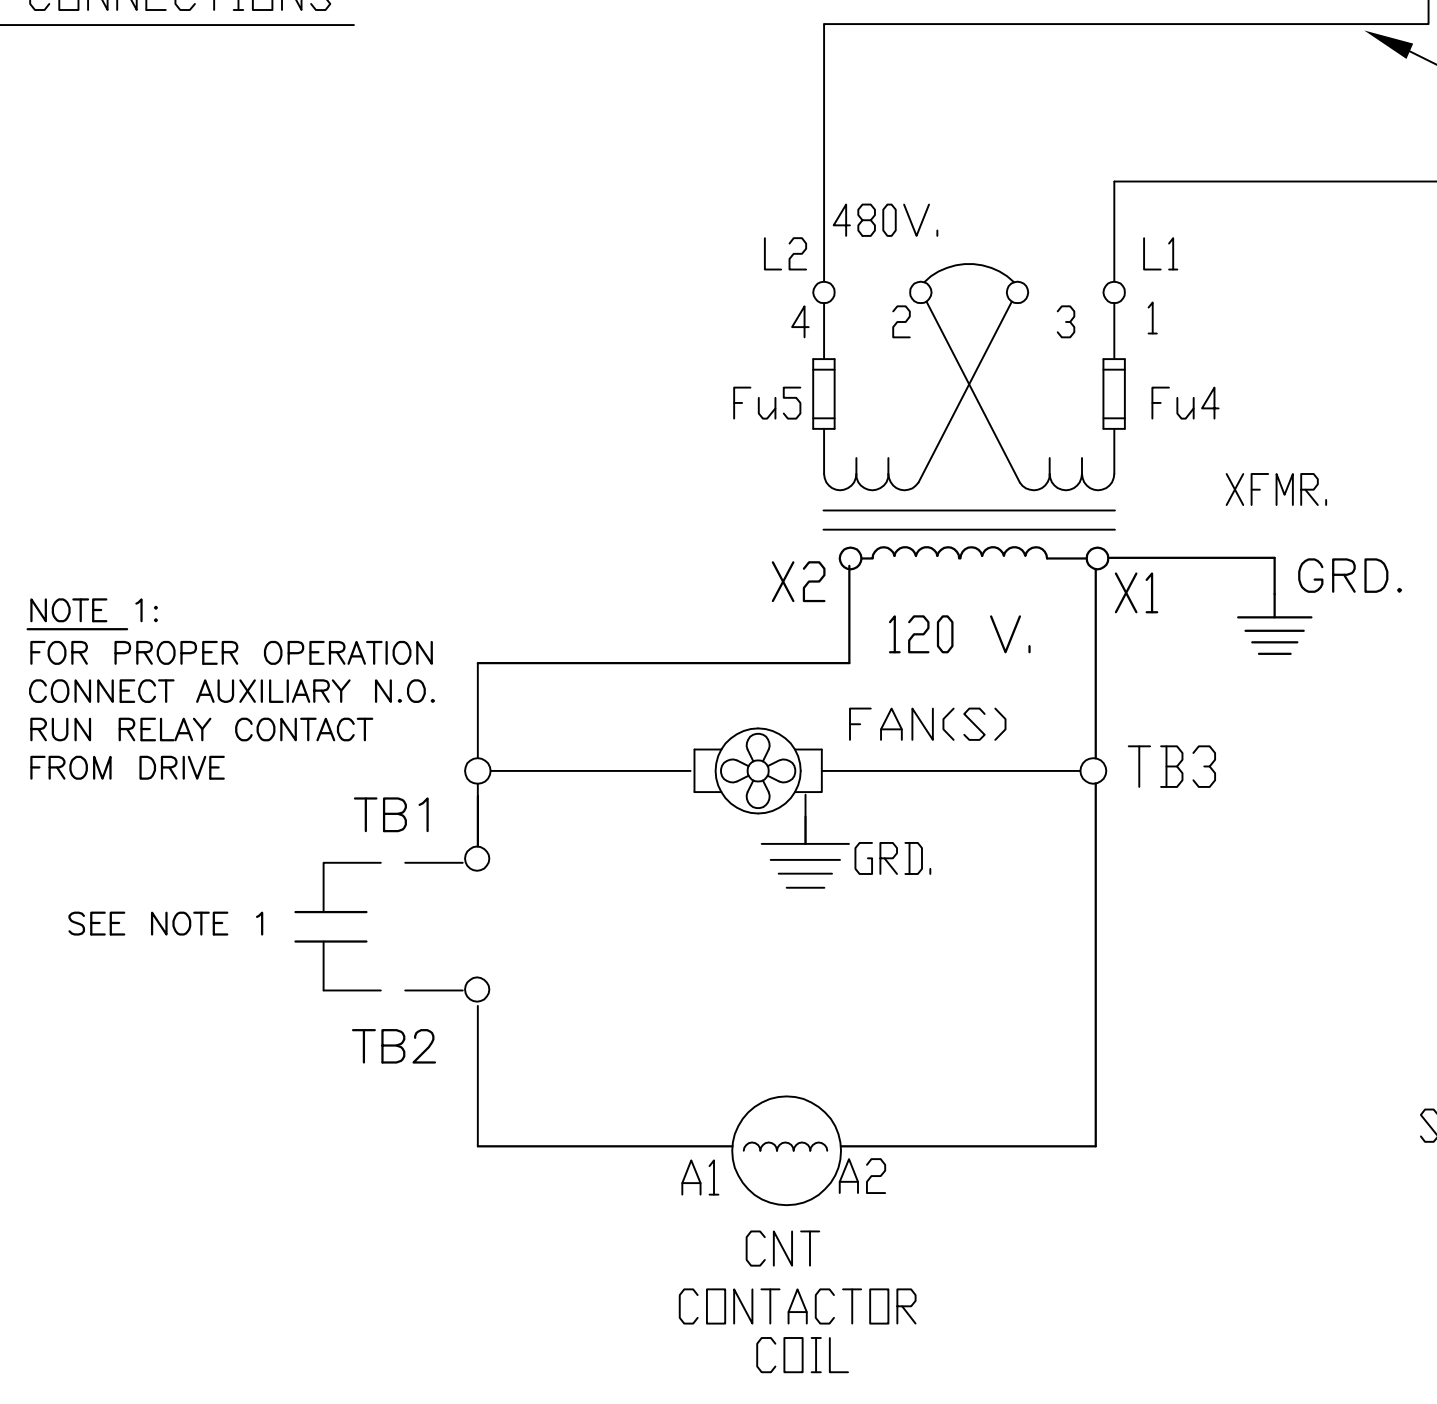 CONNECTIONS
480V.
L2
L1
4
2
3
1
Fu5
Fu4
XFMR.
X2
X1
GRD.
120 V.
NOTE 1:
FOR PROPER OPERATION
CONNECT AUXILIARY N.O.
RUN RELAY CONTACT
FROM DRIVE
FAN(S)
TB3
TB1
GRD.
SEE NOTE 1
TB2
A1
A2
CNT
CONTACTOR
COIL